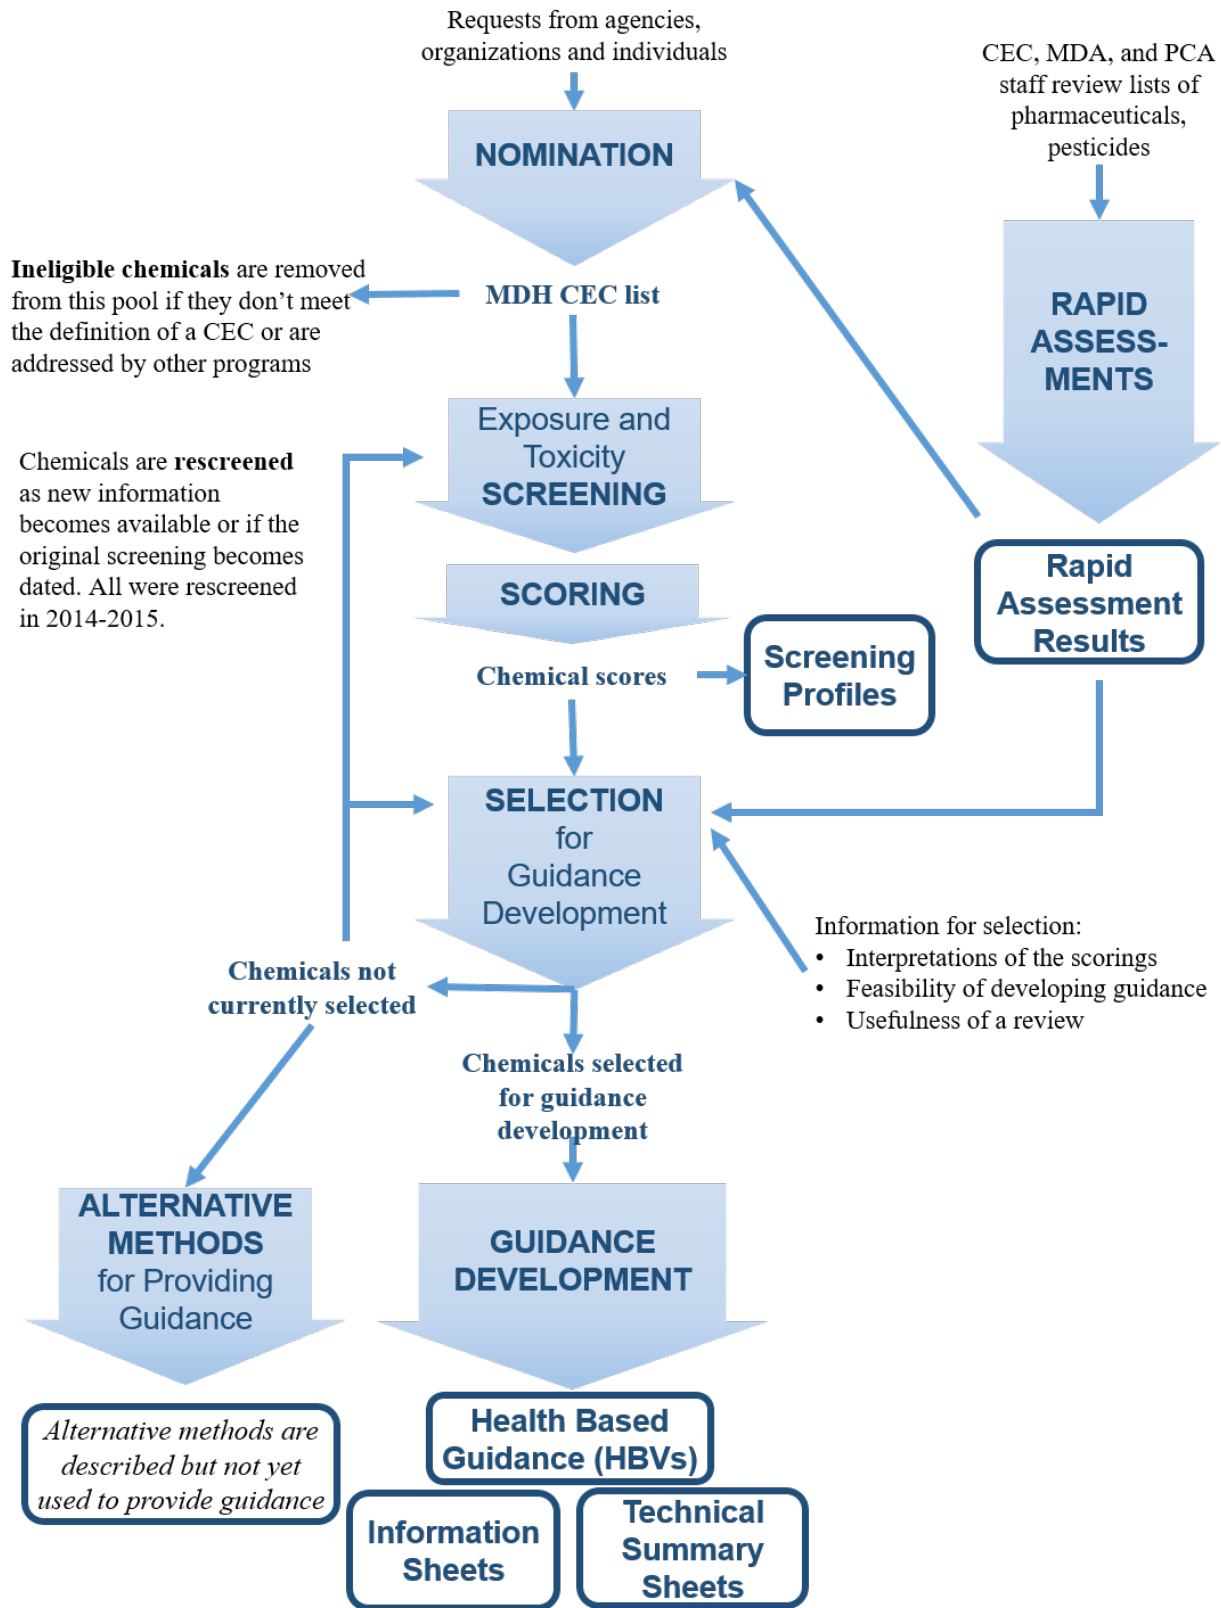 Requests from agencies,
organizations and individuals
CEC, MDA, and PCA
staff review lists of
pharmaceuticals,
pesticides
NOMINATION
Ineligible chemicals are removed
from this pool if they don’t meet
the definition of a CEC or are
addressed by other programs
MDH CEC list
RAPID
ASSESS-
MENTS
Exposure and
Toxicity
SCREENING
Chemicals are rescreened
as new information
becomes available or if the
original screening becomes
dated. All were rescreened
in 2014-2015.
SCORING
Rapid
Assessment
Results
Chemical scores
Screening
Profiles
SELECTION
for
Guidance
Development
Information for selection:
• Interpretations of the scorings
• Feasibility of developing guidance
• Usefulness of a review
Chemicals not
currently selected
Chemicals selected
for guidance
development
ALTERNATIVE
METHODS
for Providing
Guidance
GUIDANCE
DEVELOPMENT
Alternative methods are
described but not yet
used to provide guidance
Health Based
Guidance (HBVs)
Information
Sheets
Technical
Summary
Sheets